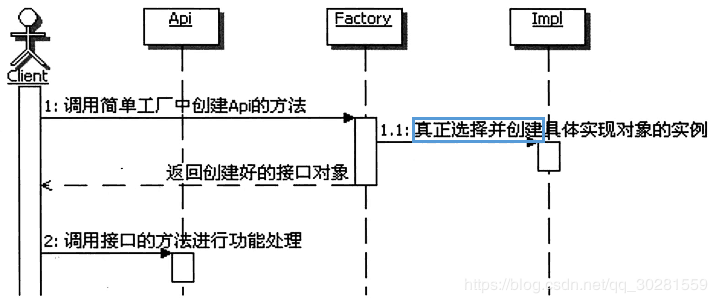 Api
Factory
Impl
Client
1: 调用简单工厂中创建Api的方法
1.1: 真正选择并创建具体实现对象的实例
返回创建好的接口对象
2: 调用接口的方法进行功能处理
https://blog.csdn.net/qq_30281559